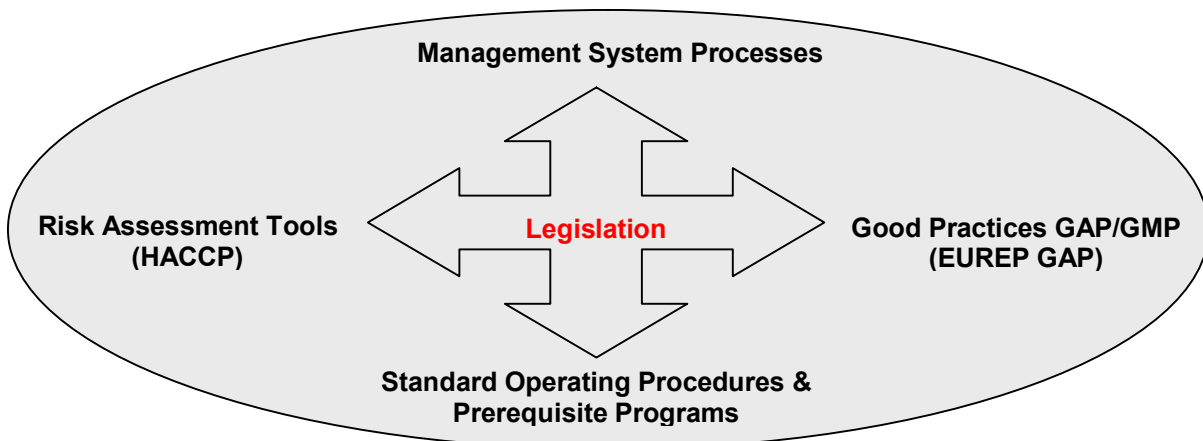 Management System Processes
Risk Assessment Tools
(HACCP)
Legislation
Good Practices GAP/GMP
(EUREP GAP)
Standard Operating Procedures &
Prerequisite Programs